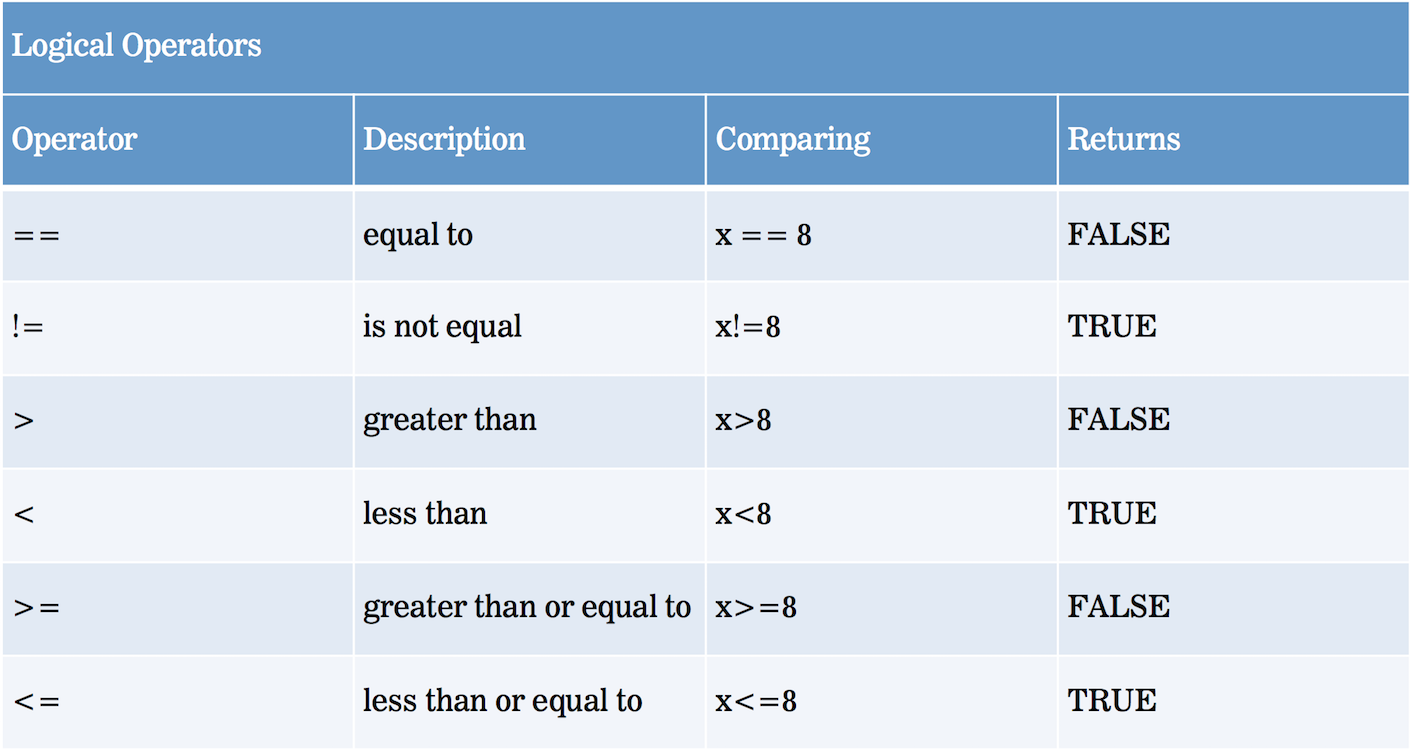 Logical Operators
Operator Description Comparing Returns
== equal to x == 8 FALSE
!= is not equal x!=8 TRUE
> greater than x>8 FALSE
< less than x<8 TRUE
>= greater than or equal to x>=8 FALSE
<= less than or equal to x<=8 TRUE